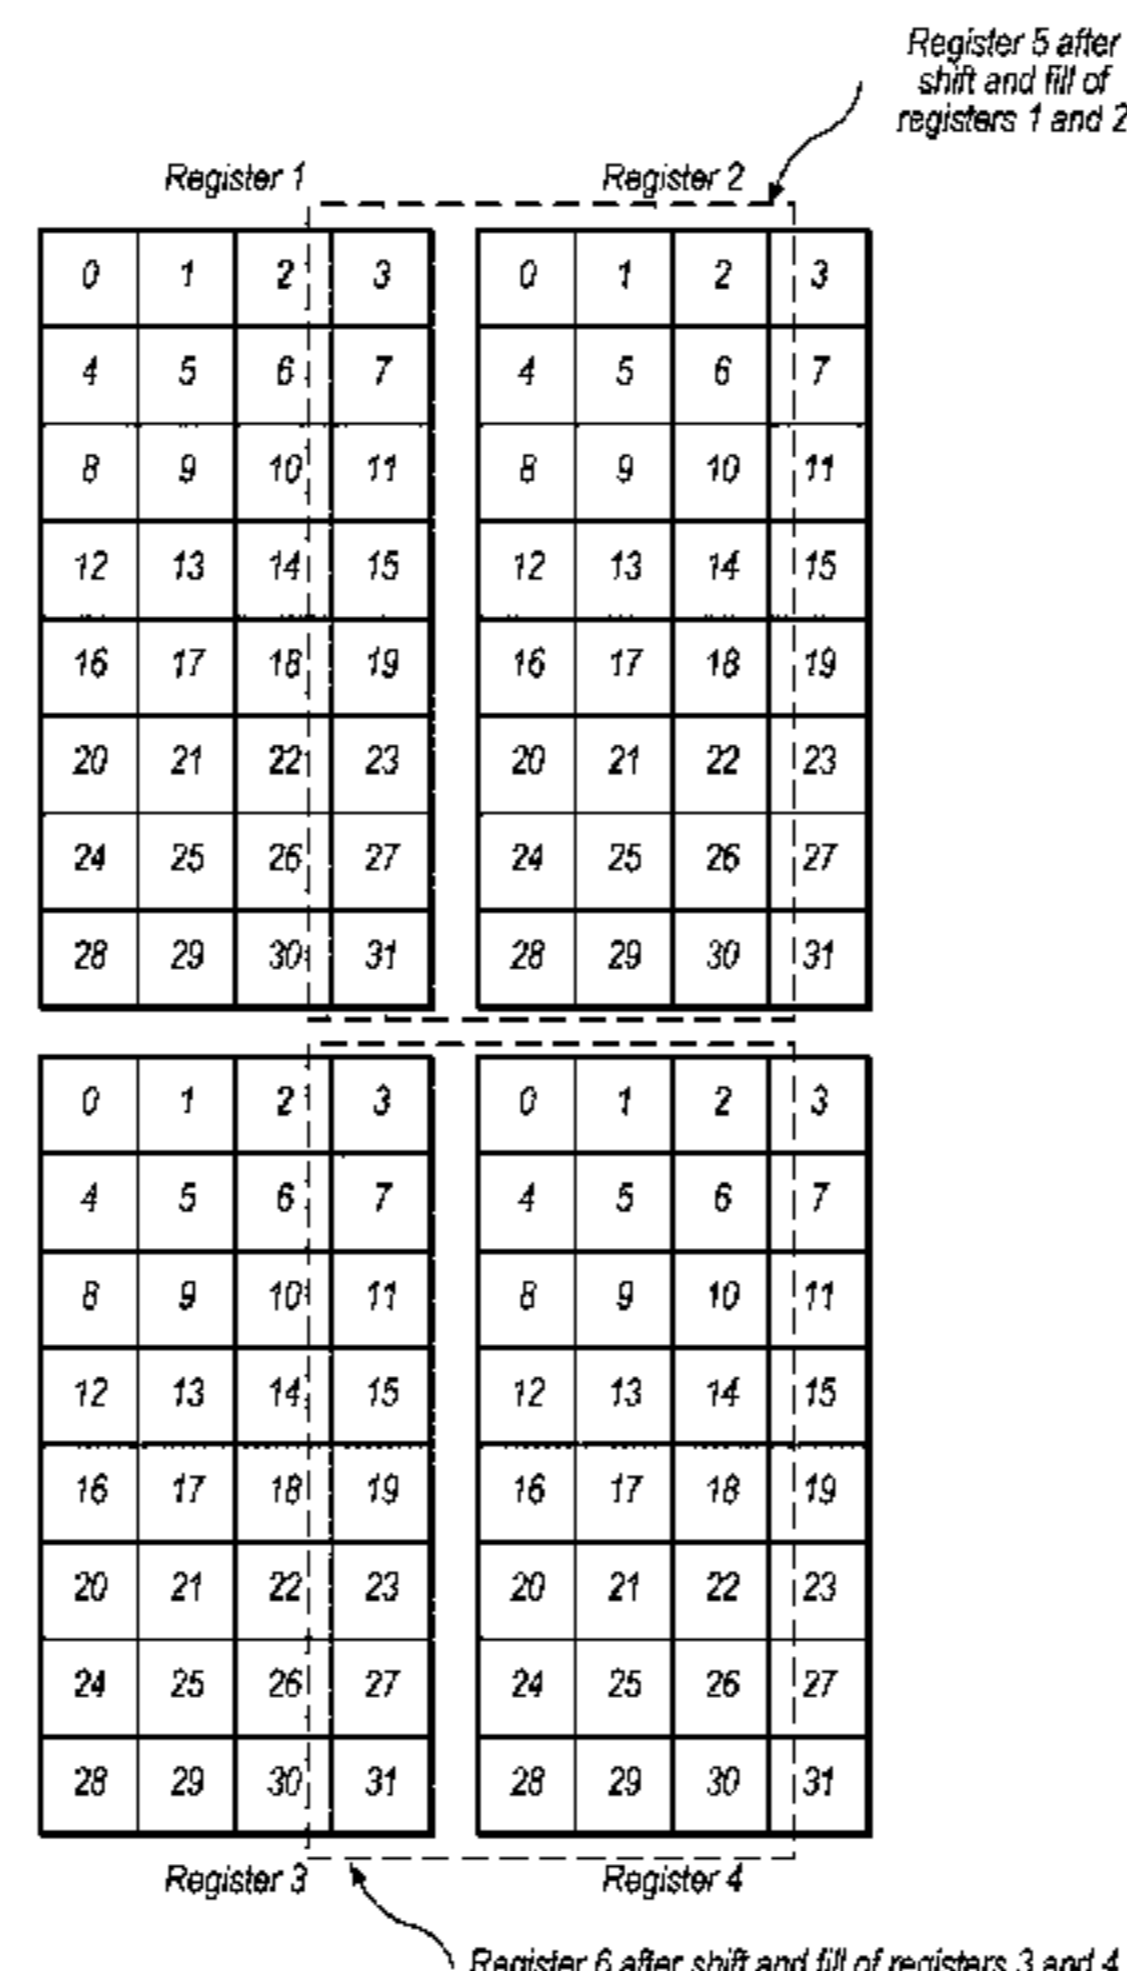 Register 5 after
shift and fill of
registers 1 and 2
Register 1 Register 2
0 1 2 3 0 1 2 3
4 5 6 7 4 5 6 7
8 9 10 11 8 9 10 11
12 13 14 15 12 13 14 15
16 17 18 19 16 17 18 19
20 21 22 23 20 21 22 23
24 25 26 27 24 25 26 27
28 29 30 31 28 29 30 31
0 1 2 3 0 1 2 3
4 5 6 7 4 5 6 7
8 9 10 11 8 9 10 11
12 13 14 15 12 13 14 15
16 17 18 19 16 17 18 19
20 21 22 23 20 21 22 23
24 25 26 27 24 25 26 27
28 29 30 31 28 29 30 31
Register 3 Register 4
Register 6 after shift and fill of registers 3 and 4